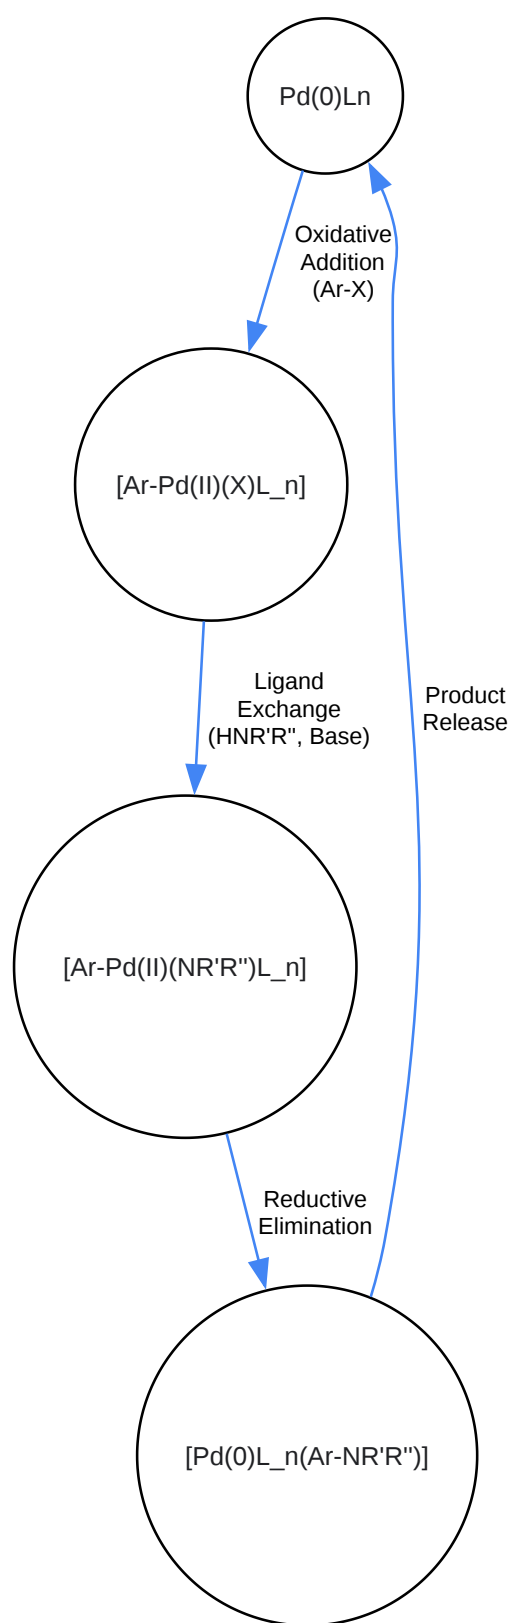 Pd(0)Ln
Oxidative
Addition
(Ar-X)
[Ar-Pd(II)(X)L_n]
Ligand
Exchange
(HNR'R'', Base)
Product
Release
[Ar-Pd(II)(NR'R'')L_n]
Reductive
Elimination
[Pd(0)L_n(Ar-NR'R'')]